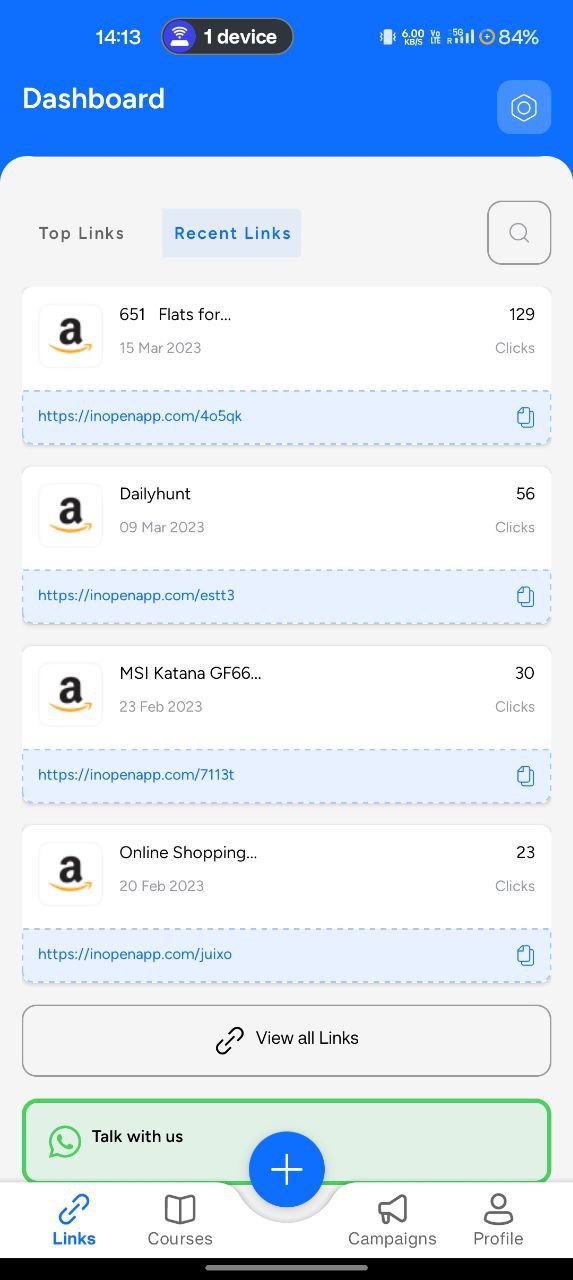 14:13
1 device
6.00
KB/S
Vo
LTE
5G
R
84%
Dashboard
Top Links
Recent Links
a
651 Flats for...
129
15 Mar 2023
Clicks
https://inopenapp.com/4o5qk
a
Dailyhunt
56
09 Mar 2023
Clicks
https://inopenapp.com/estt3
a
MSI Katana GF66...
30
23 Feb 2023
Clicks
https://inopenapp.com/7113t
a
Online Shopping...
23
20 Feb 2023
Clicks
https://inopenapp.com/juixo
View all Links
Talk with us
Links
Courses
Campaigns
Profile